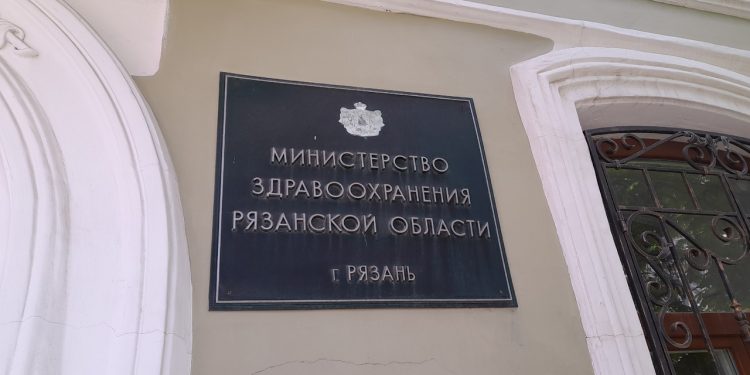 МИНИСТЕРСТВО
ЗДРАВООХРАНЕНИЯ
РЯЗАНСКОЙ ОБЛАСТИ
г РЯЗАНЬ